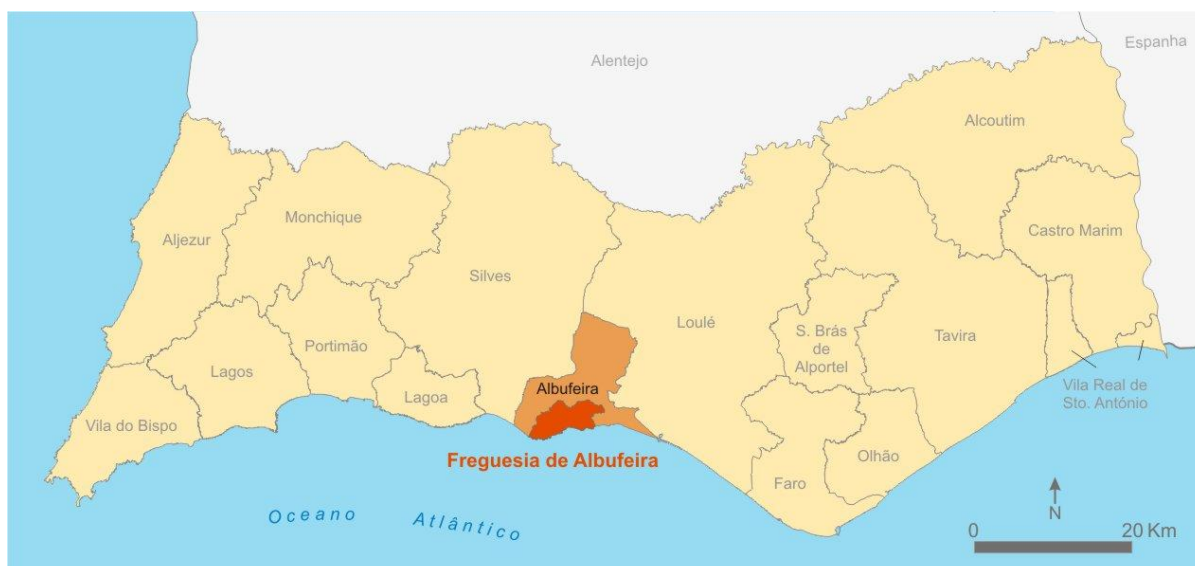 Espanha
Alentejo
Alcoutim
Monchique
Castro Marim
Aljezur
Silves
Loulé
S. Brás
de
Alportel
Tavira
Portimão
Lagos
Albufeira
Lagoa
Vila Real de
Sto. António
Vila do Bispo
Freguesia de Albufeira
Olhão
Faro
Oceano Atlântico
N
0 20 Km